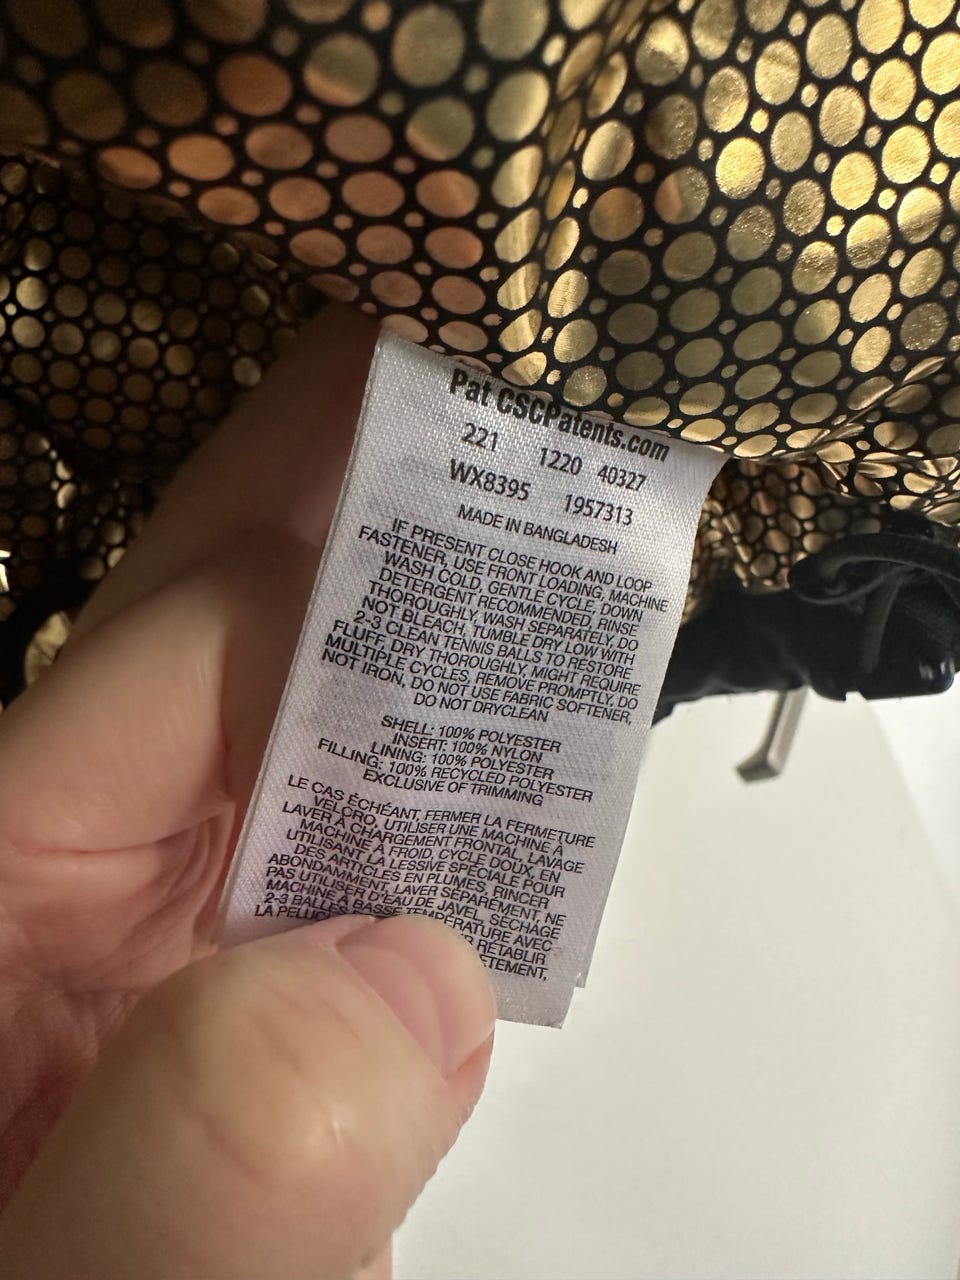 Pat CSCPatents.com
221 1220 40327
WX8395 1957313
MADE IN BANGLADESH
IF PRESENT CLOSE HOOK AND LOOP
FASTENER, USE FRONT LOADING, MACHINE
WASH COLD, GENTLE CYCLE, DOWN
DETERGENT RECOMMENDED, RINSE
THOROUGHLY, WASH SEPARATELY, DO
NOT BLEACH, TUMBLE DRY LOW WITH
2-3 CLEAN TENNIS BALLS TO RESTORE
FLUFF, DRY THOROUGHLY, MIGHT REQUIRE
MULTIPLE CYCLES, REMOVE PROMPTLY, DO
NOT IRON, DO NOT USE FABRIC SOFTENER,
DO NOT DRYCLEAN
SHELL: 100% POLYESTER
INSERT: 100% NYLON
LINING: 100% POLYESTER
FILLING: 100% RECYCLED POLYESTER
EXCLUSIVE OF TRIMMING
LE CAS ÉCHÉANT, FERMER LA FERMETURE
VELCRO, UTILISER UNE MACHINE À
LAVER À CHARGEMENT FRONTAL, LAVAGE
MACHINE À FROID, CYCLE DOUX, EN
UTILISANT LA LESSIVE SPÉCIALE POUR
DES ARTICLES EN PLUMES, RINCER
ABONDAMMENT, LAVER SÉPARÉMENT, NE
PAS UTILISER D'EAU DE JAVEL, SÉCHAGE
MACHINE À BASSE TEMPÉRATURE AVEC
2-3 BALLES RÉTABLIR
LA PELUC